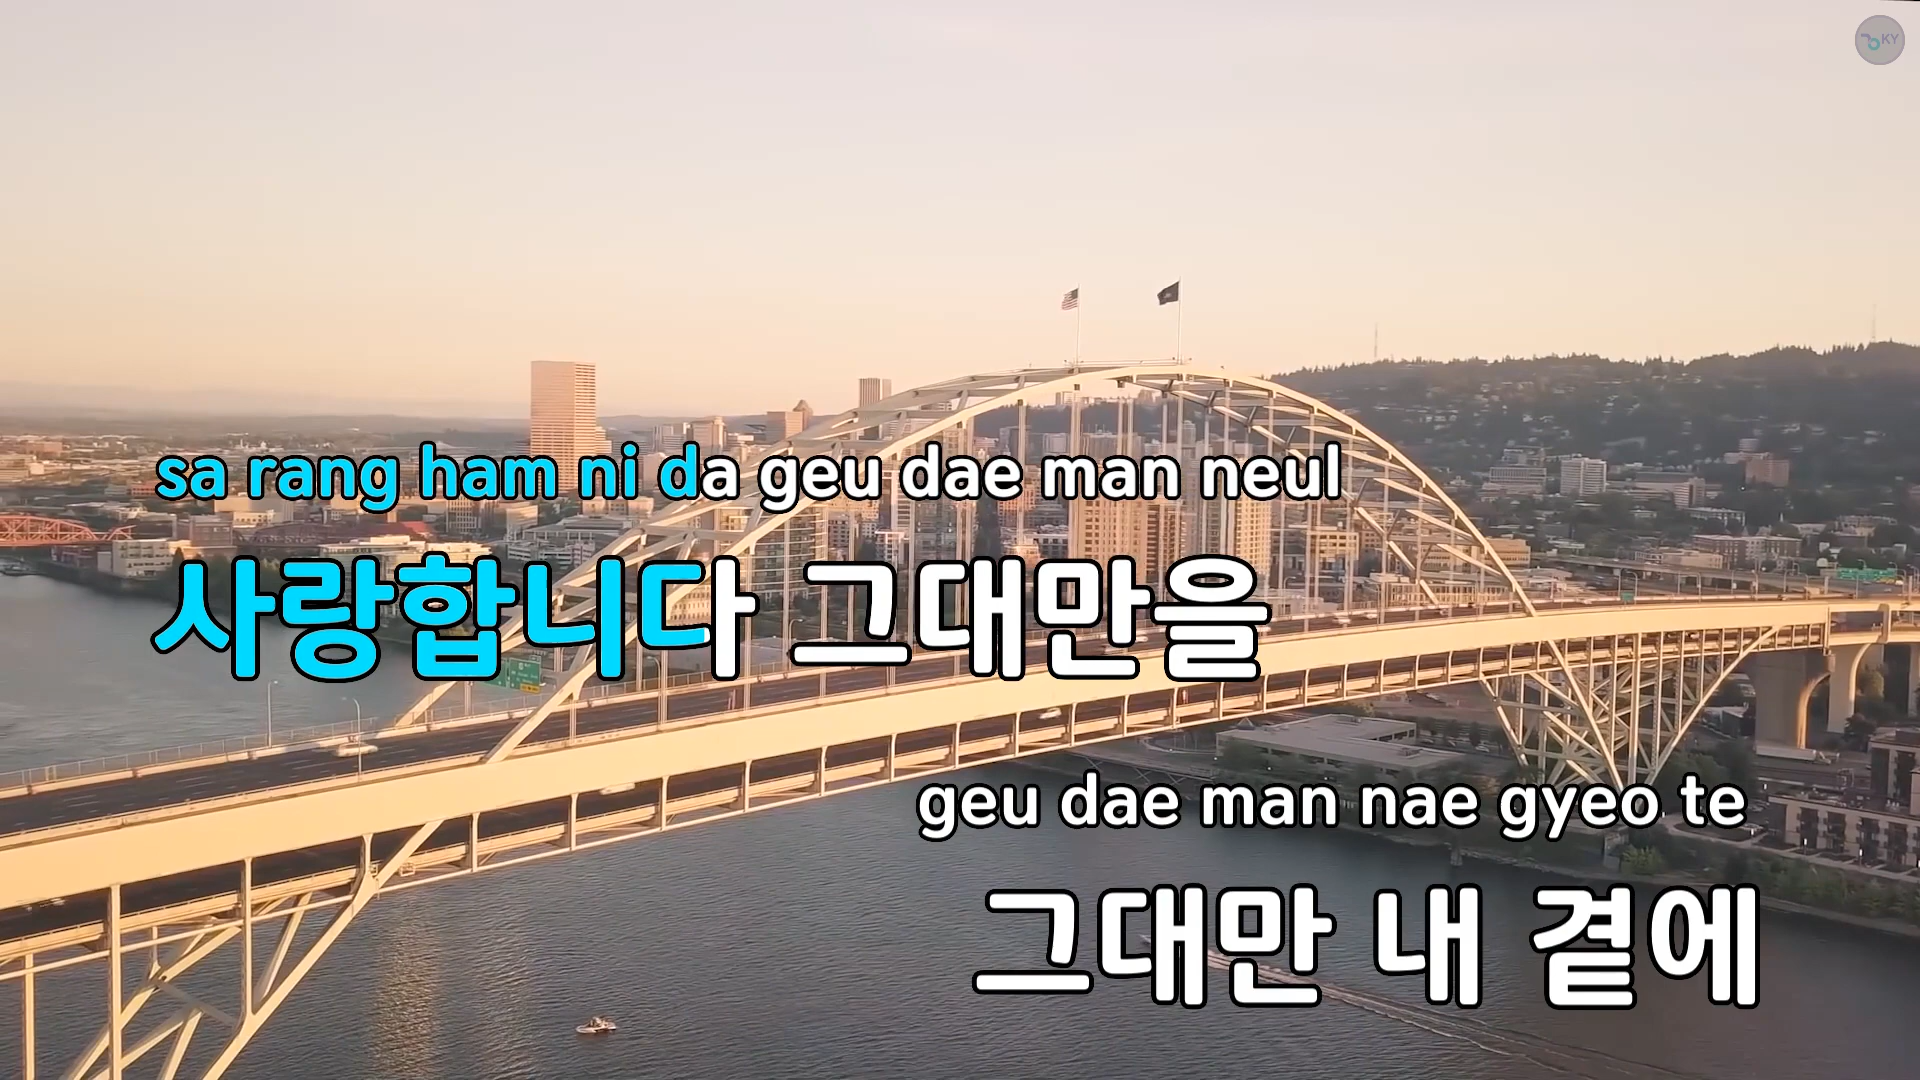 KY
sa rang ham ni da geu dae man neul
사랑합니다 그대만을
geu dae man nae gyeo te
그대만 내 곁에